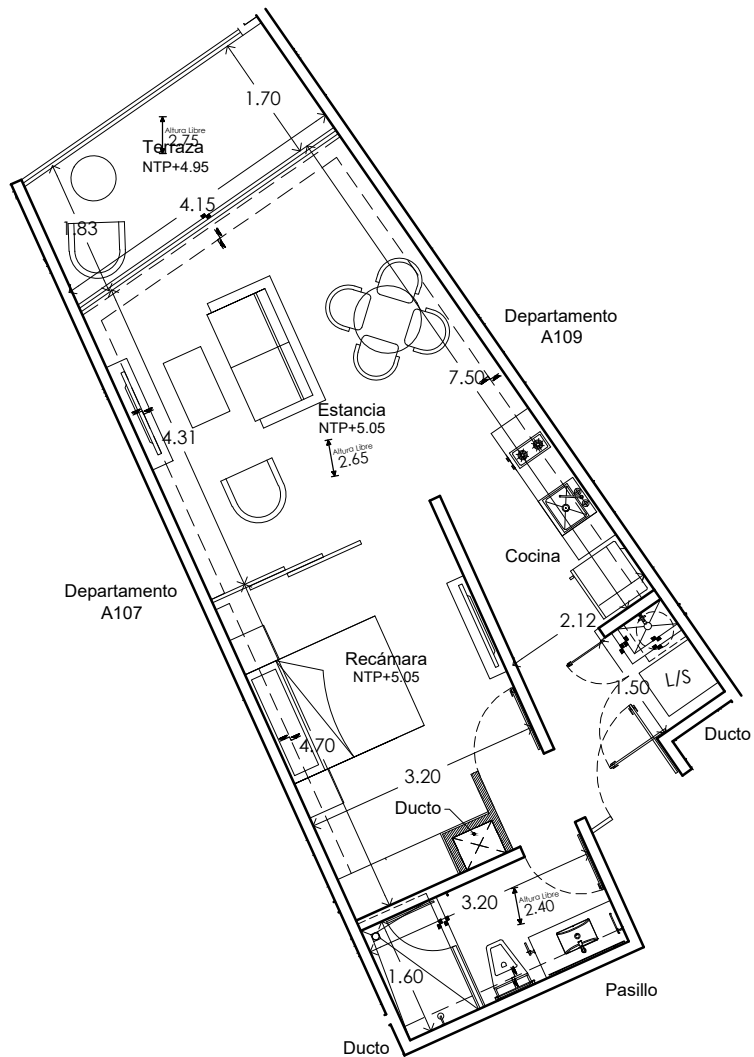 1.70
Altura Libre
2.75
Terraza
NTP+4.95
4.15
1.83
Departamento
A109
7.50
Estancia
NTP+5.05
4.31
Altura Libre
2.65
Cocina
Departamento
A107
2.12
Recámara
NTP+5.05
1.50
L/S
Ducto
4.70
3.20
Ducto
3.20
Altura Libre
2.40
1.60
Pasillo
Ducto